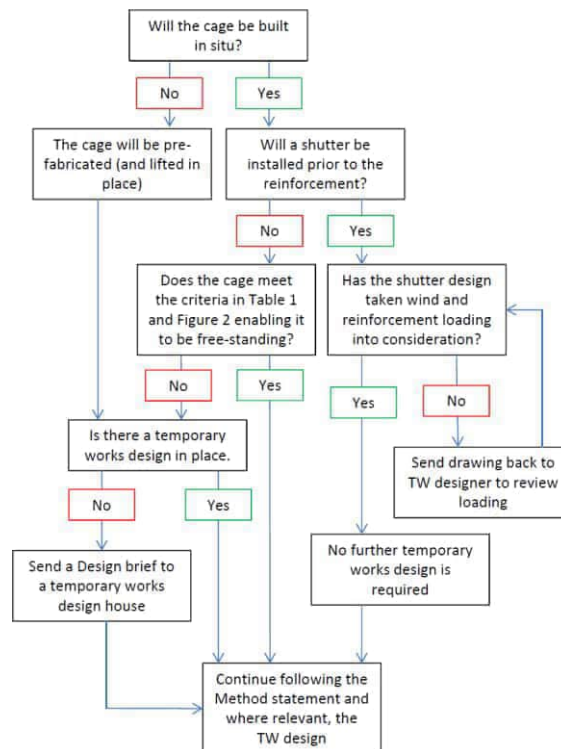 Will the cage be built
in situ?
No
Yes
The cage will be pre-
fabricated (and lifted in
place)
Will a shutter be
installed prior to the
reinforcement?
No
Yes
Does the cage meet
the criteria in Table 1
and Figure 2 enabling it
to be free-standing?
Has the shutter design
taken wind and
reinforcement loading
into consideration?
No
Yes
Yes
No
Is there a temporary
works design in place.
Send drawing back to
TW designer to review
loading
No
Yes
Send a Design brief to
a temporary works
design house
No further temporary
works design is
required
Continue following the
Method statement and
where relevant, the
TW design